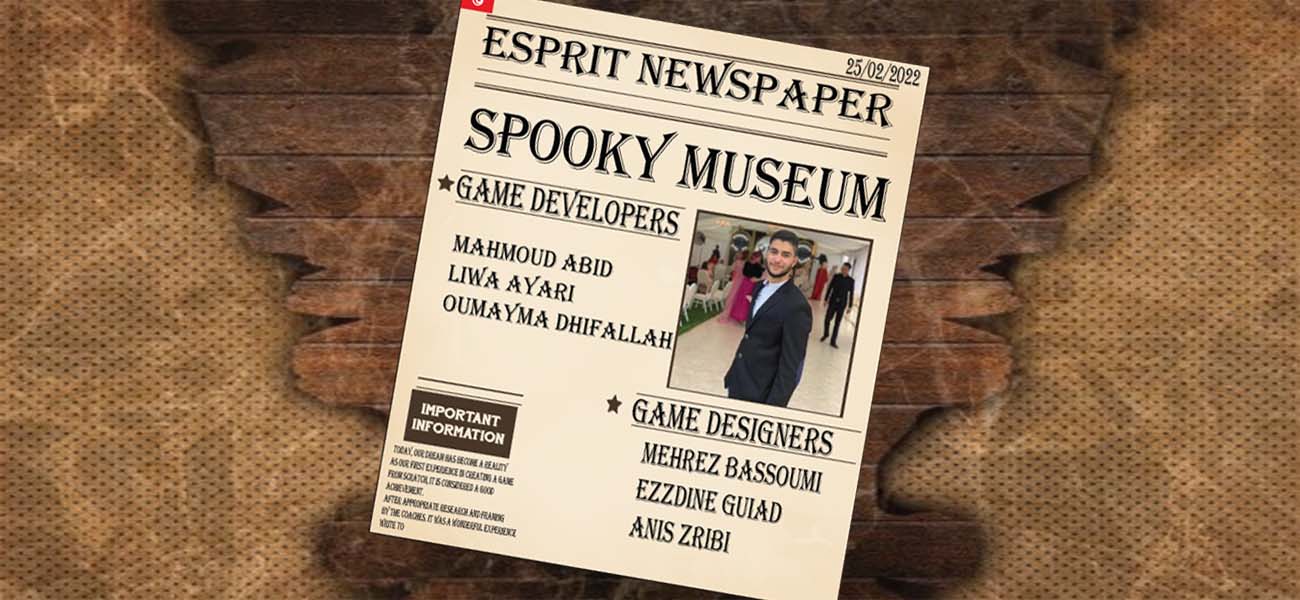 25/02/2022
ESPRIT NEWSPAPER
SPOOKY MUSEUM
GAME DEVELOPERS
MAHMOUD ABID
LIWA AYARI
OUMAYMA DHIFALLAH
IMPORTANT
INFORMATION
TODAY, OUR DREAM HAS BECOME A REALITY
AS OUR FIRST EXPERIENCE IN CREATING A GAME
FROM SCRATCH, IT IS CONSIDERED A GOOD
ACHIEVEMENT.
AFTER APPROPRIATE RESEARCH AND FRAMING
BY THE COACHES, IT WAS A WONDERFUL EXPERIENCE
WRITE TO
GAME DESIGNERS
MEHREZ BASSOUMI
EZZDINE GUIAD
ANIS ZRIBI